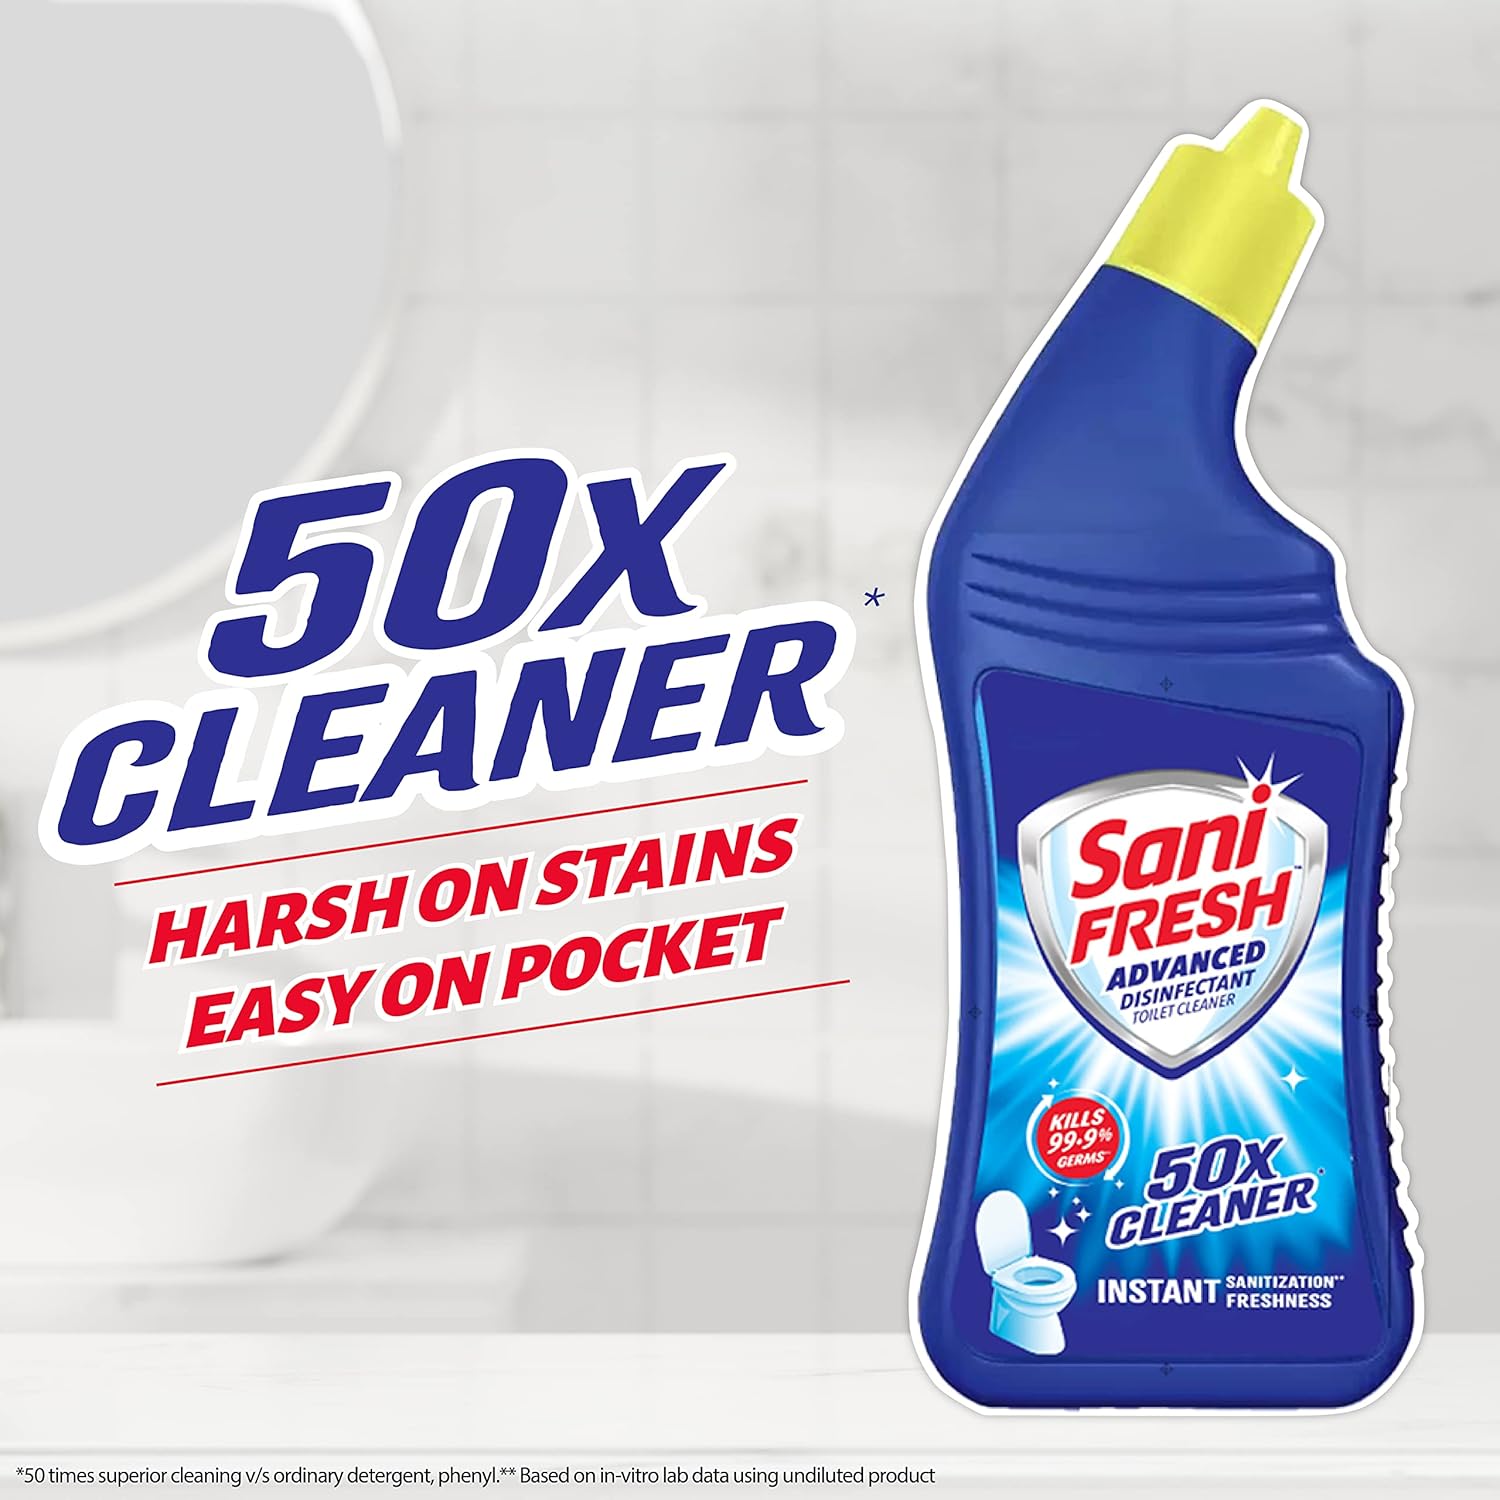 50X
CLEANER*
HARSH ON STAINS
EASY ON POCKET
Sani
FRESH™
ADVANCED
DISINFECTANT
TOILET CLEANER
KILLS
99.9%
GERMS**
50X
CLEANER*
INSTANT SANITIZATION**
FRESHNESS
*50 times superior cleaning v/s ordinary detergent, phenyl.** Based on in-vitro lab data using undiluted product